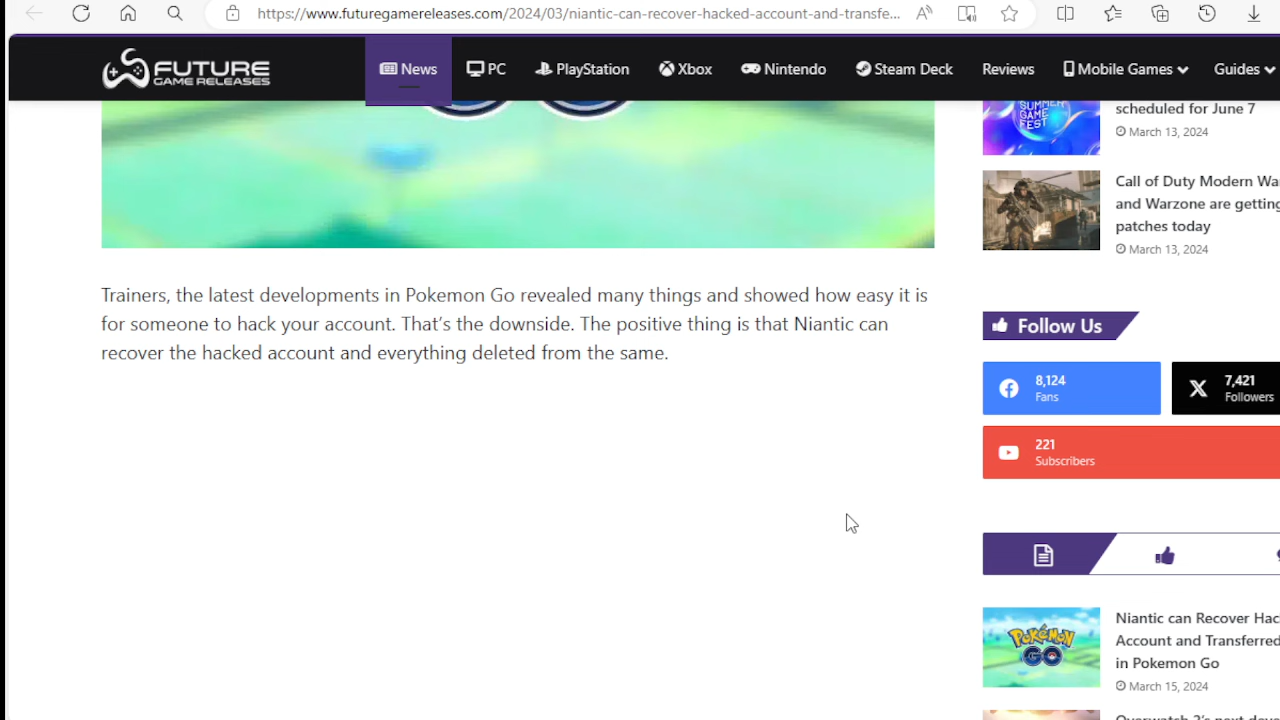 https://www.futuregamereleases.com/2024/03/niantic-can-recover-hacked-account-and-transfe...
FUTURE
GAME RELEASES
News
PC
PlayStation
Xbox
Nintendo
Steam Deck
Reviews
Mobile Games
Guides
SUMMER
GAME
FEST
scheduled for June 7
March 13, 2024
Call of Duty Modern Wa
and Warzone are getting
patches today
March 13, 2024
Trainers, the latest developments in Pokemon Go revealed many things and showed how easy it is
for someone to hack your account. That's the downside. The positive thing is that Niantic can
recover the hacked account and everything deleted from the same.
Follow Us
8,124
Fans
7,421
Followers
221
Subscribers
POKéMON
GO
Niantic can Recover Hac
Account and Transferred
in Pokemon Go
March 15, 2024